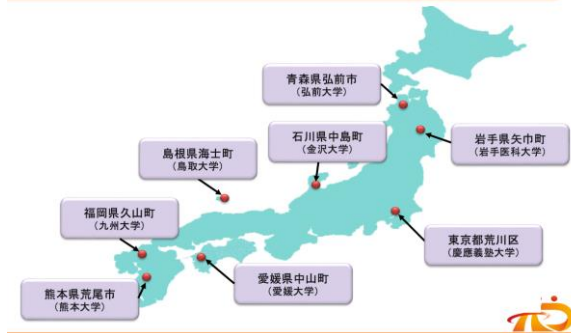 青森県弘前市
（弘前大学）
石川県中島町
（金沢大学）
岩手県矢巾町
（岩手医科大学）
島根県海士町
（鳥取大学）
福岡県久山町
（九州大学）
東京都荒川区
（慶應義塾大学）
愛媛県中山町
（愛媛大学）
熊本県荒尾市
（熊本大学）